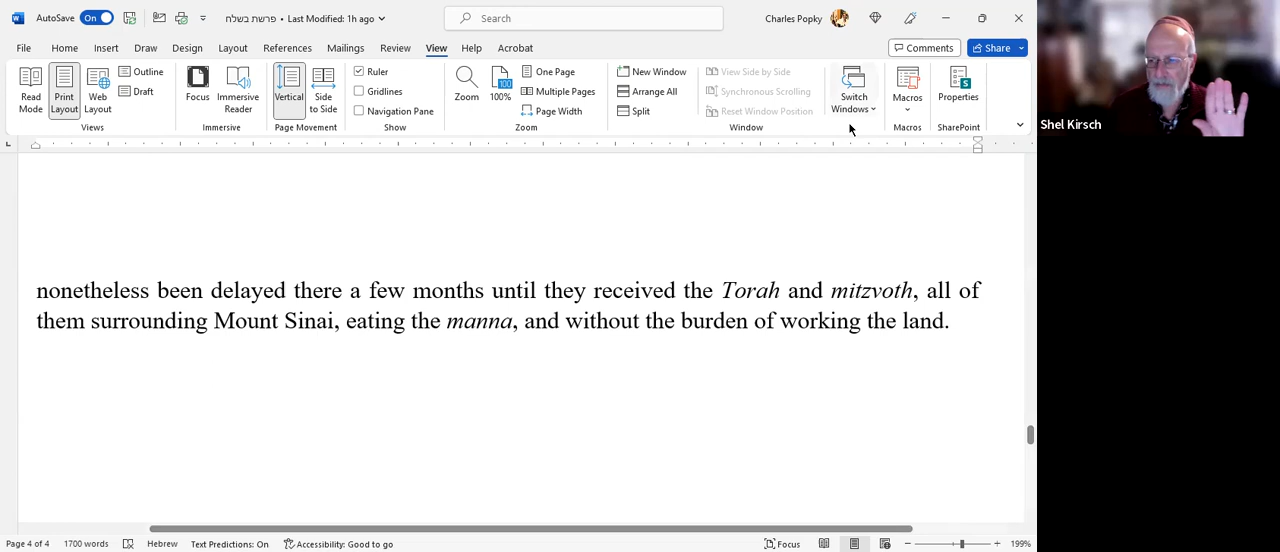 AutoSave On פרשת בשלח • Last Modified: 1h ago Search Charles Popky
File Home Insert Draw Design Layout References Mailings Review View Help Acrobat Comments Share
Read Mode
Print Layout
Web Layout
Outline
Draft
Views
Focus
Immersive Reader
Immersive
Vertical
Side to Side
Page Movement
Ruler
Gridlines
Navigation Pane
Show
Zoom
100
100%
One Page
Multiple Pages
Page Width
Zoom
New Window
Arrange All
Split
View Side by Side
Synchronous Scrolling
Reset Window Position
Switch Windows
Window
Macros
Macros
Properties
SharePoint
Shel Kirsch
nonetheless been delayed there a few months until they received the Torah and mitzvoth, all of
them surrounding Mount Sinai, eating the manna, and without the burden of working the land.
Page 4 of 4 1700 words Hebrew Text Predictions: On Accessibility: Good to go Focus 199%